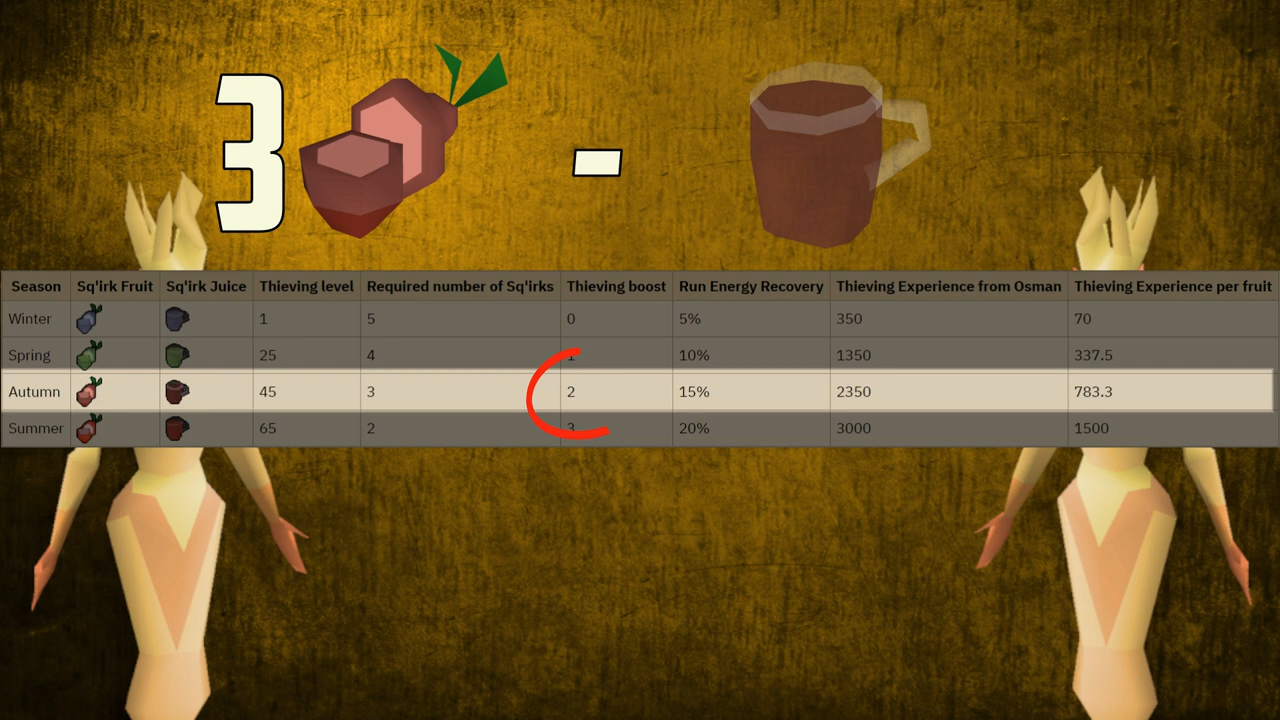 3 -
Season Sq'irk Fruit Sq'irk Juice Thieving level Required number of Sq'irks Thieving boost Run Energy Recovery Thieving Experience from Osman Thieving Experience per fruit
Winter 1 5 0 5% 350 70
Spring 25 4 1 10% 1350 337.5
Autumn 45 3 2 15% 2350 783.3
Summer 65 2 3 20% 3000 1500